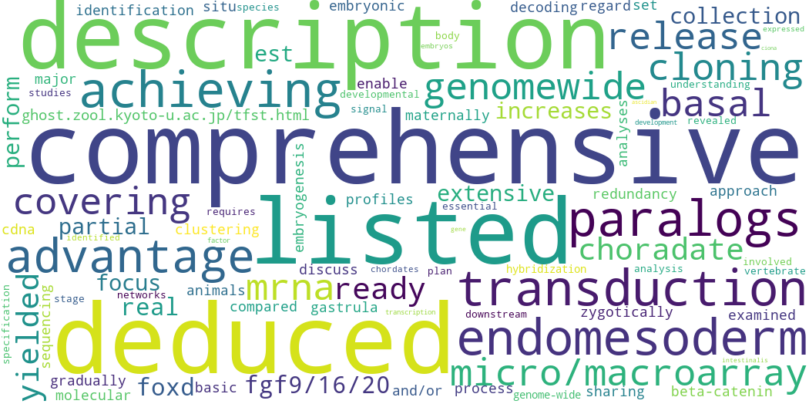 identification situ species embryonic decoding regard set collection
description release expressed
body embryos cloning
est
major achieving enable genomewide understanding
studies developmental
signal maternally increases basal
perform ghost.zool.kyoto-u.ac.jp/tfst.html analyses development revealed
comprehensive
embryogenesis
covering requires profiles extensive redundancy approach
essential
listed paralogs
cdna partial clustering gene choradate
identified factor
advantage discuss chordates plan hybridization analysis involved vertebrate
focus animals mrna ready transduction
stage networks
real compared gastrula downstream zygotically examined
specification yielded sequencing transcription
deduced endomesoderm
intestinalis
micro/macroarray
gradually foxd basic fgf9/16/20 and/or process sharing beta-catenin
molecular genome-wide